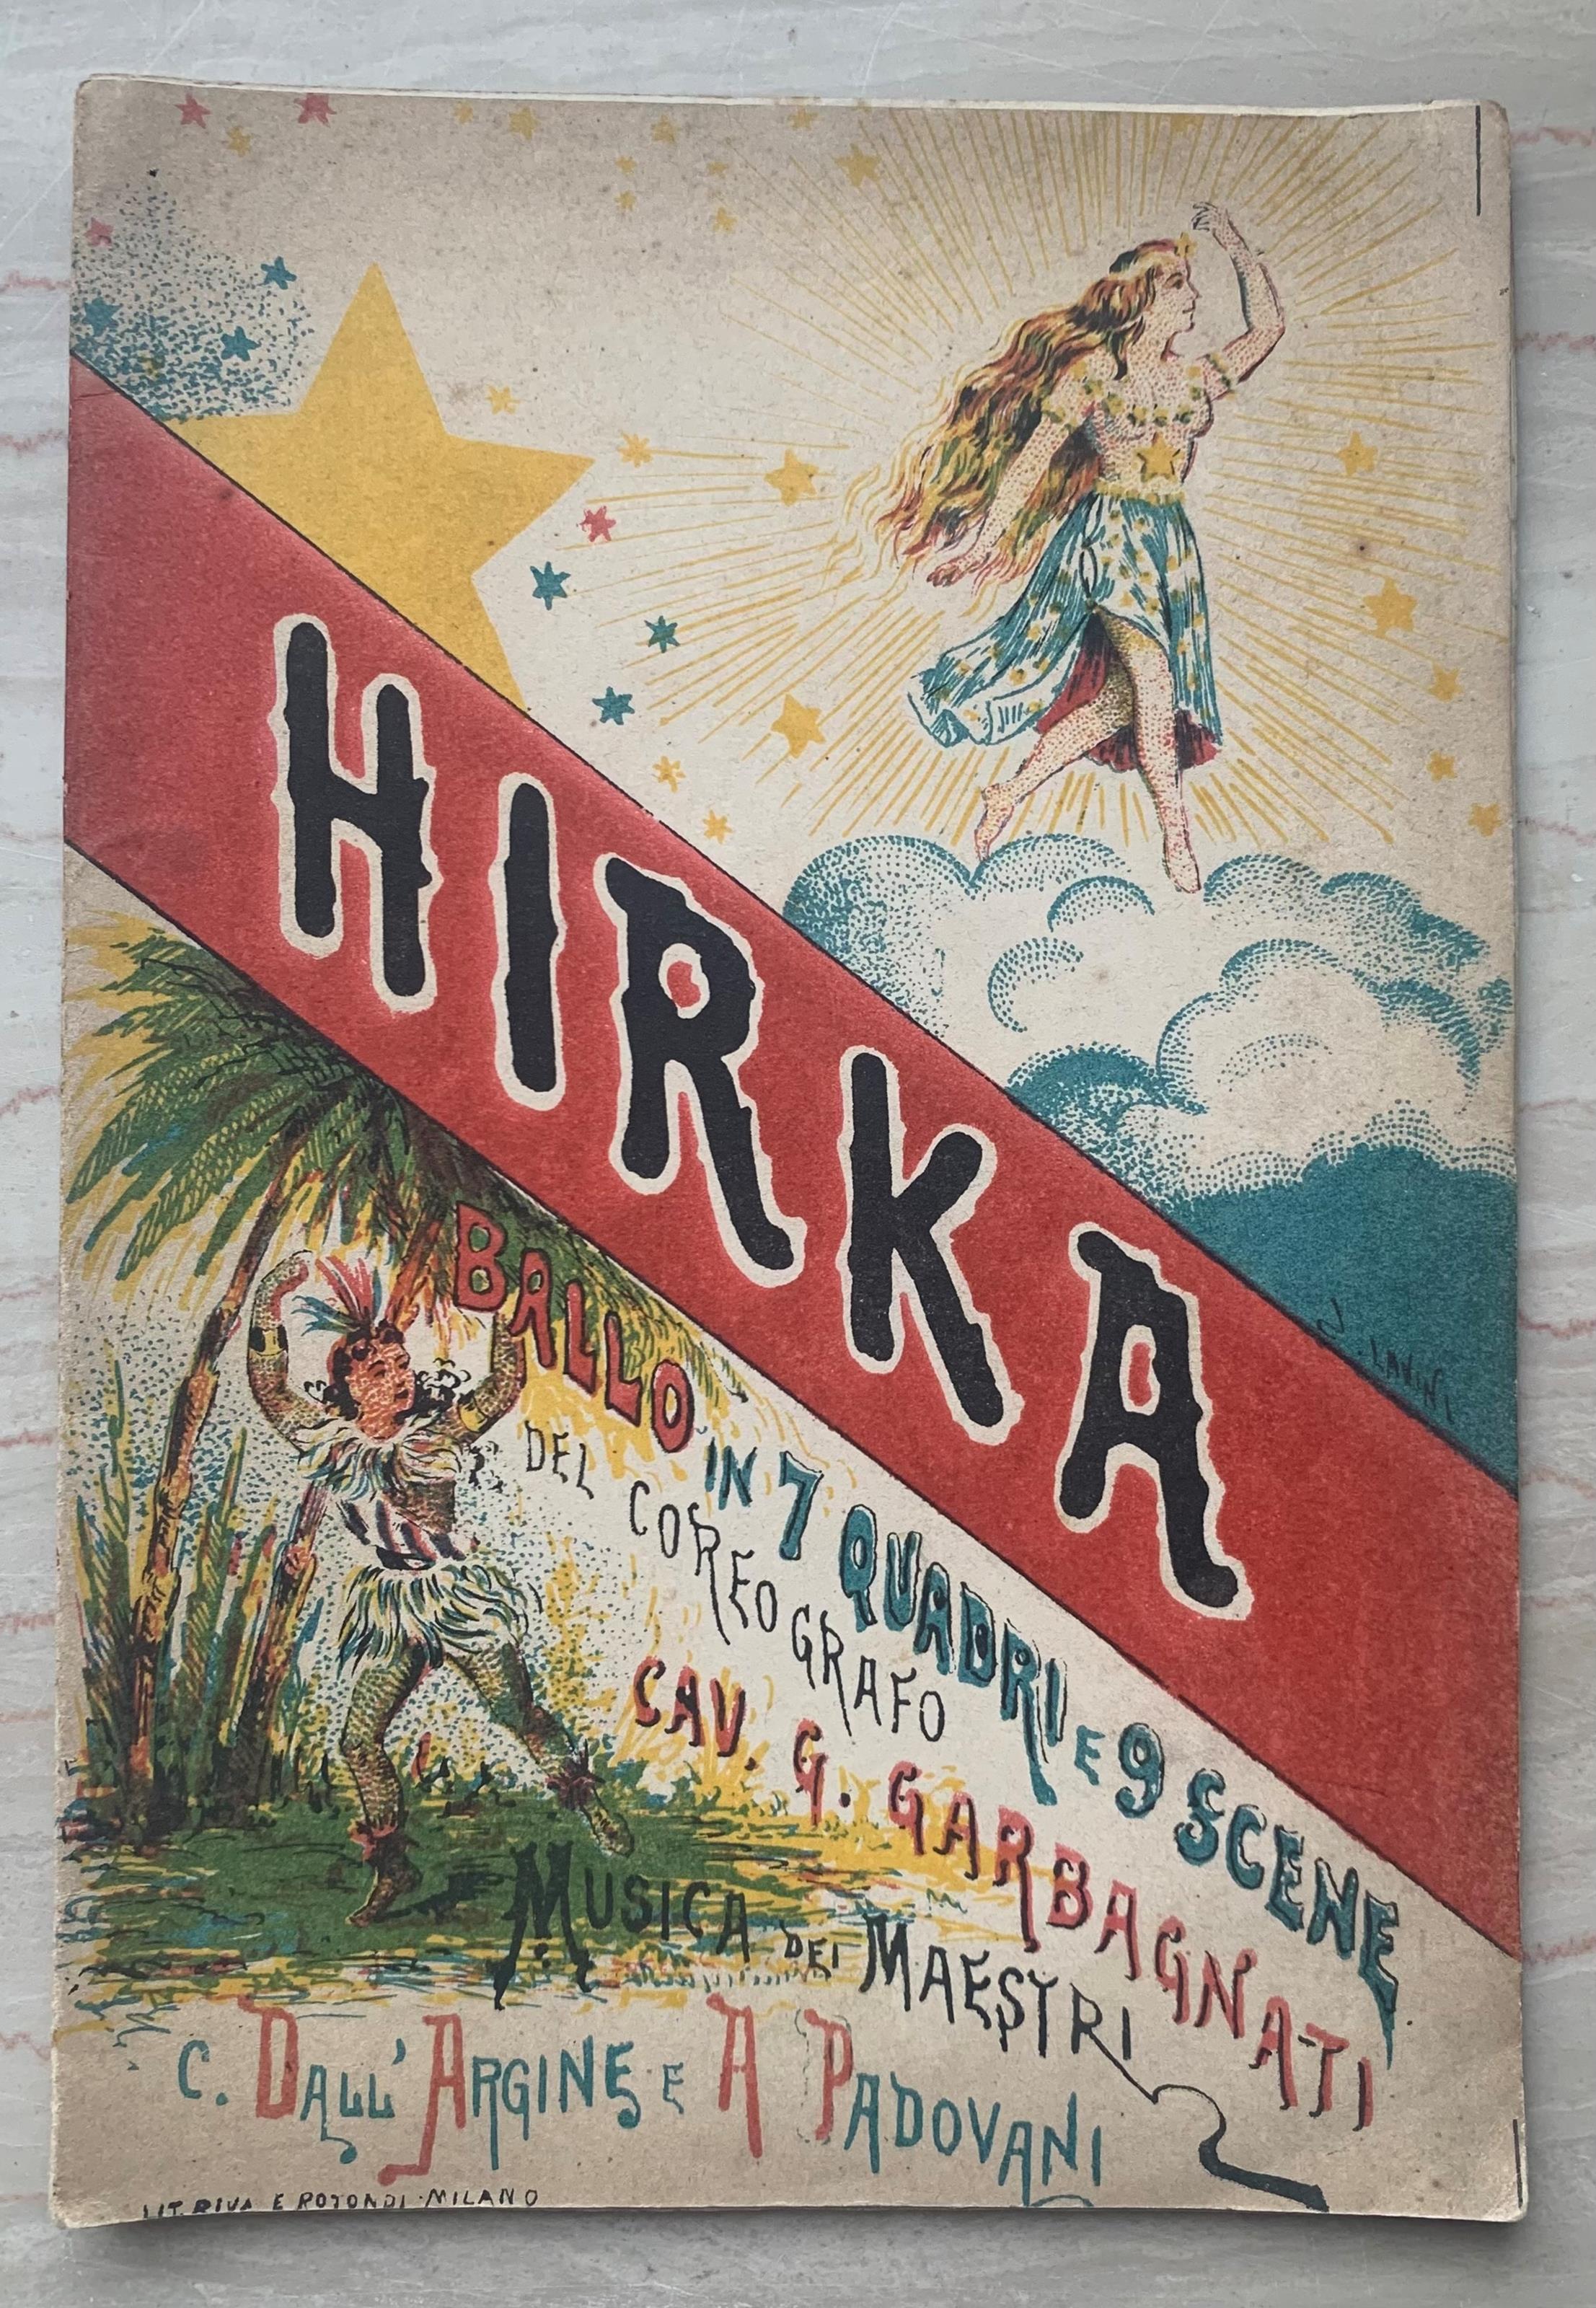 HIRKA
BALLO IN 7 QUADRI E 9 SCENE
DEL COREOGRAFO
CAV. G. GARBAGNATI
MUSICA DEI MAESTRI
C. DALL' ARGINE E A PADOVANI
LIT. RIVA E ROTONDI · MILANO
LAVINI